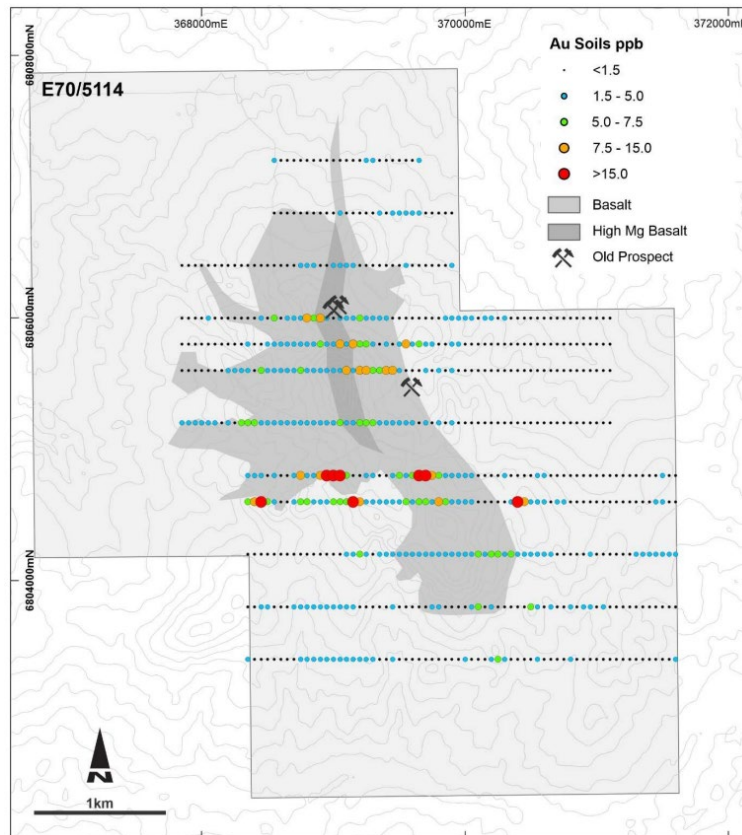 368000mE
370000mE
372000mE
6808000mN
E70/5114
Au Soils ppb
<1.5
1.5 - 5.0
5.0 - 7.5
7.5 - 15.0
>15.0
Basalt
High Mg Basalt
Old Prospect
6806000mN
6804000mN
N
1km